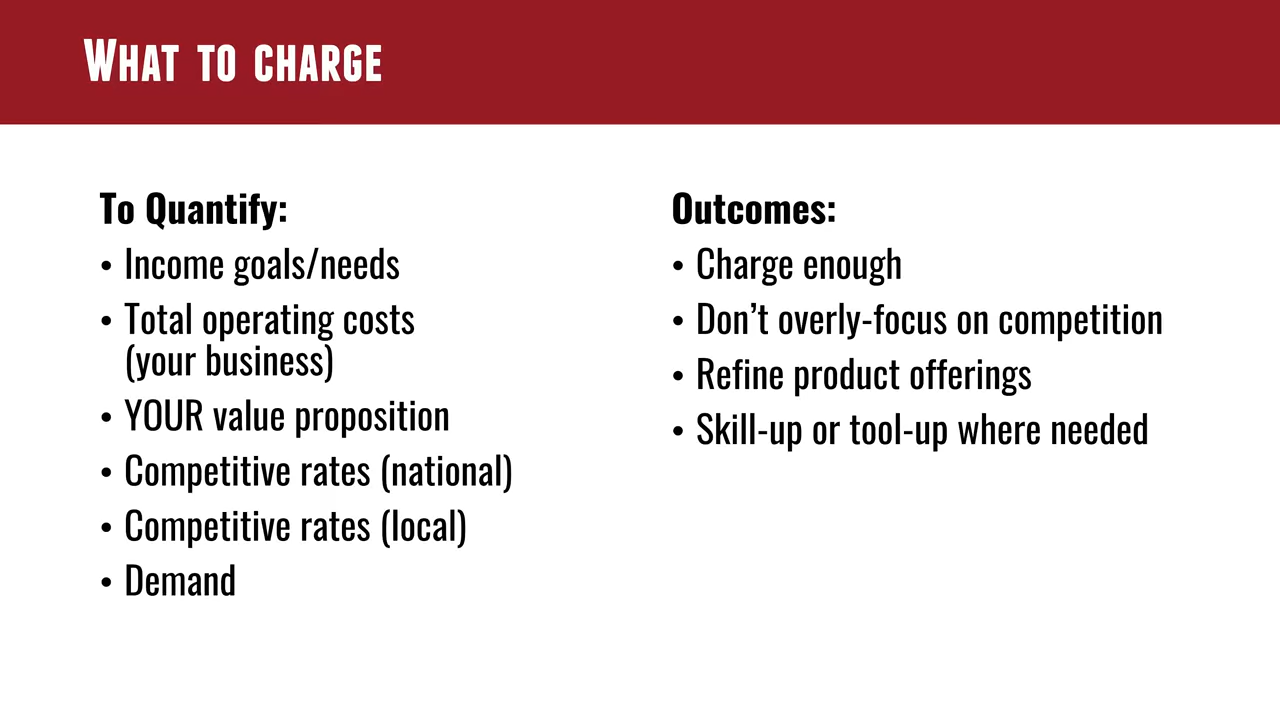 What to charge
To Quantify:
• Income goals/needs
• Total operating costs
(your business)
• YOUR value proposition
• Competitive rates (national)
• Competitive rates (local)
• Demand
Outcomes:
• Charge enough
• Don’t overly-focus on competition
• Refine product offerings
• Skill-up or tool-up where needed